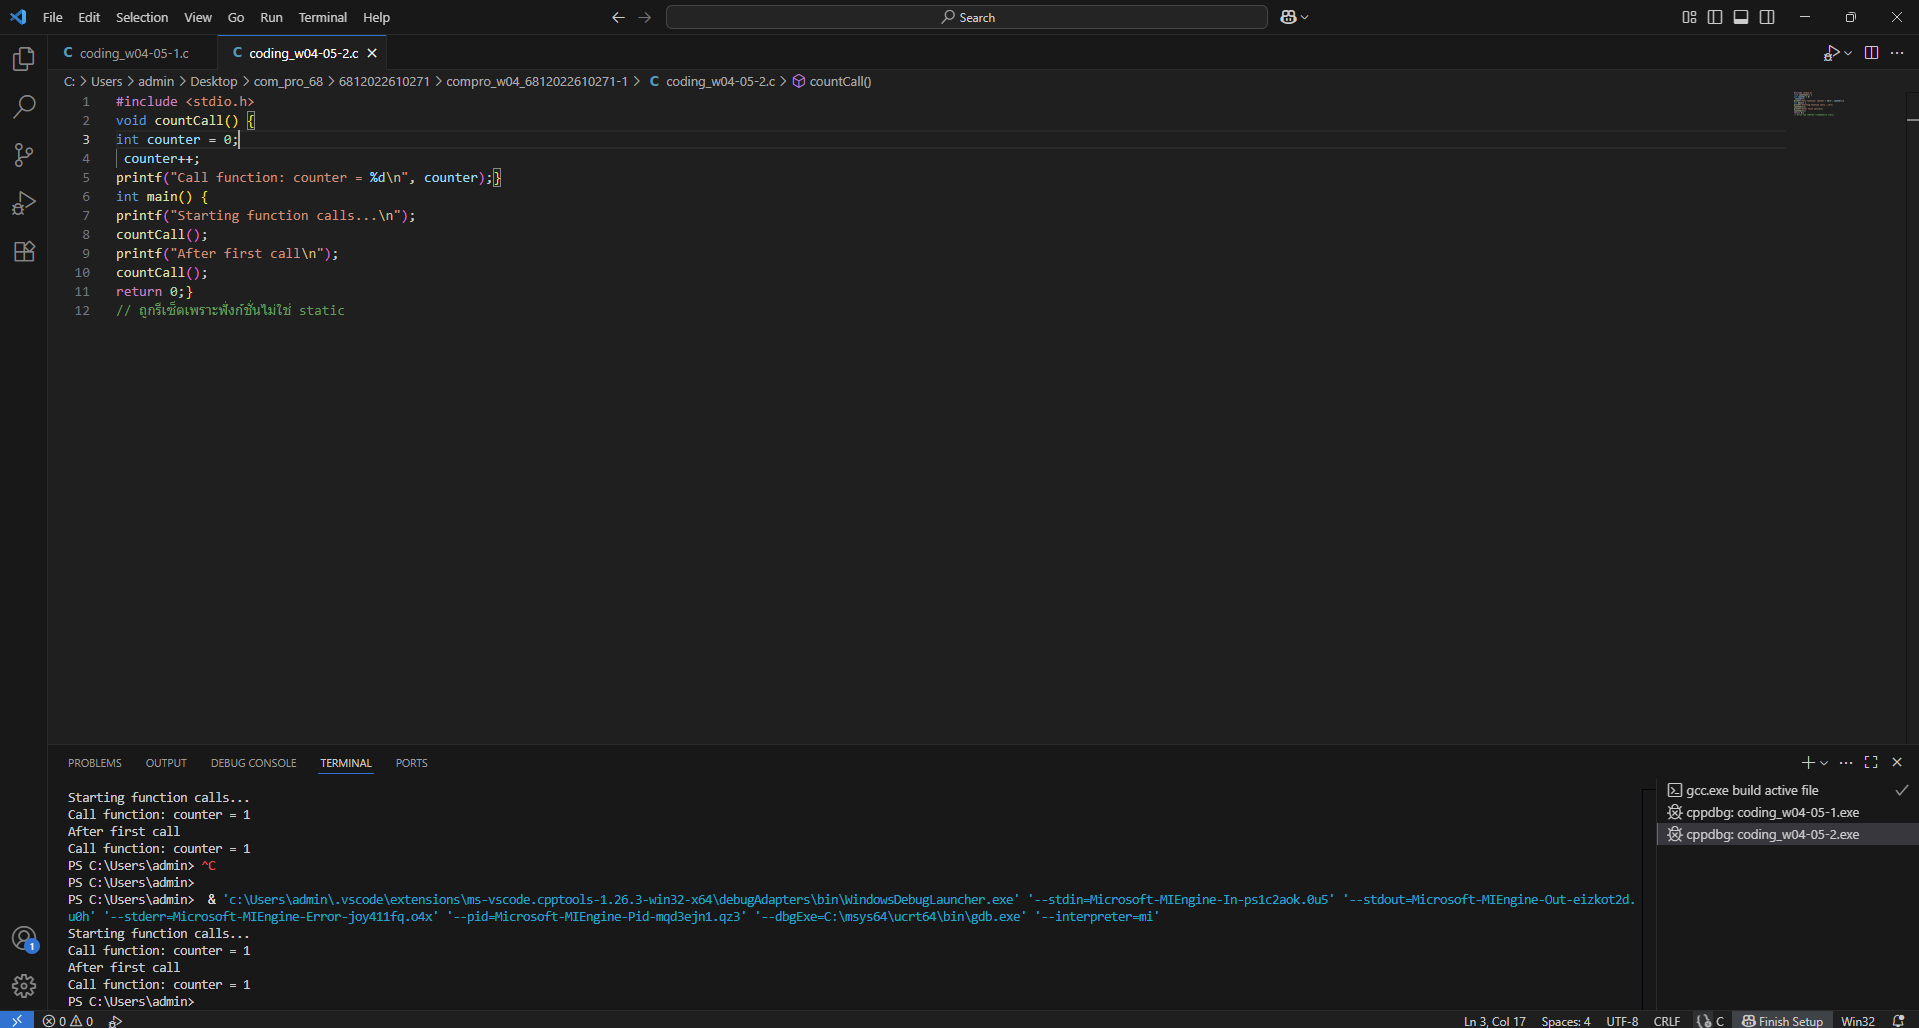 File Edit Selection View Go Run Terminal Help
Search
coding_w04-05-1.c
coding_w04-05-2.c
C: > Users > admin > Desktop > com_pro_68 > 6812022610271 > compro_w04_6812022610271-1 > C coding_w04-05-2.c > countCall()
1 #include <stdio.h>
2 void countCall() {
3 int counter = 0;
4 counter++;
5 printf("Call function: counter = %d\n", counter);}
6 int main() {
7 printf("Starting function calls...\n");
8 countCall();
9 printf("After first call\n");
10 countCall();
11 return 0;}
12 // ถูกรีเซ็ตเพราะฟังก์ชั่นไม่ใช่ static
PROBLEMS OUTPUT DEBUG CONSOLE TERMINAL PORTS
Starting function calls...
Call function: counter = 1
After first call
Call function: counter = 1
PS C:\Users\admin> ^C
PS C:\Users\admin>
PS C:\Users\admin>  & 'c:\Users\admin\.vscode\extensions\ms-vscode.cpptools-1.26.3-win32-x64\debugAdapters\bin\WindowsDebugLauncher.exe' '--stdin=Microsoft-MIEngine-In-ps1c2aok.0u5' '--stdout=Microsoft-MIEngine-Out-eizkot2d.
u0h' '--stderr=Microsoft-MIEngine-Error-joy411fq.o4x' '--pid=Microsoft-MIEngine-Pid-mqd3ejn1.qz3' '--dbgExe=C:\msys64\ucrt64\bin\gdb.exe' '--interpreter=mi'
Starting function calls...
Call function: counter = 1
After first call
Call function: counter = 1
PS C:\Users\admin>
gcc.exe build active file
cppdbg: coding_w04-05-1.exe
cppdbg: coding_w04-05-2.exe
1
0 0
Ln 3, Col 17 Spaces: 4 UTF-8 CRLF C Finish Setup Win32